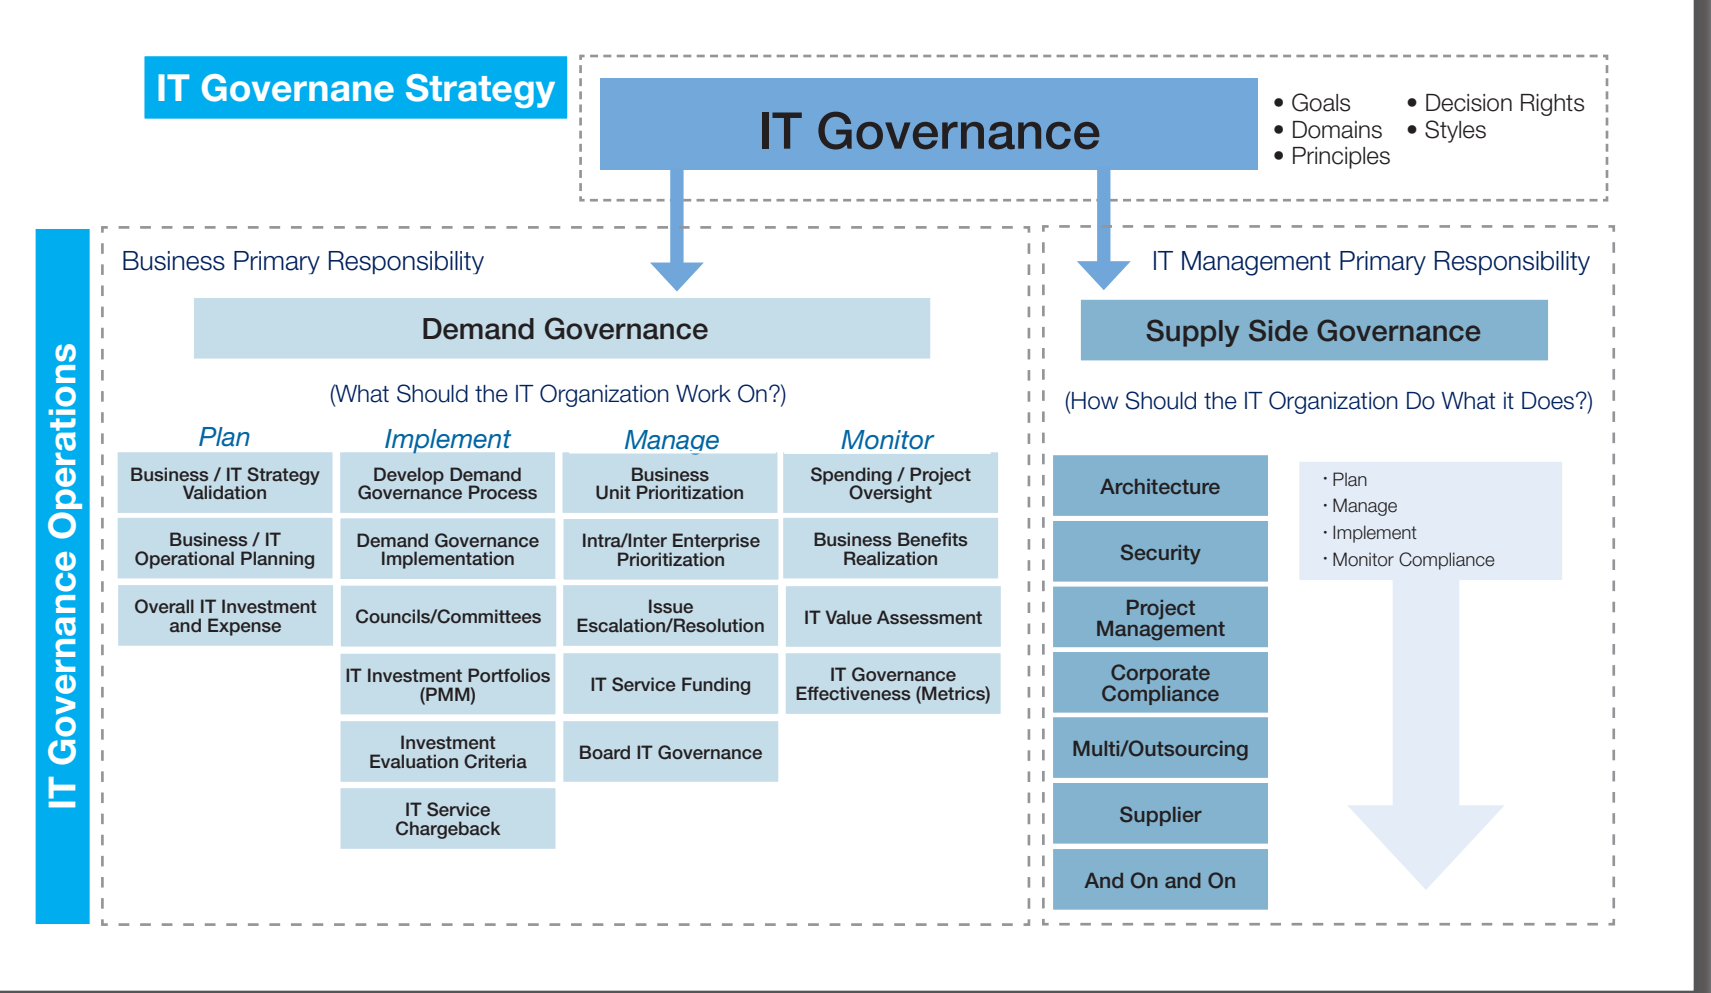 IT Governane Strategy
IT Governance
• Goals
• Domains
• Principles
• Decision Rights
• Styles
IT Governance Operations
Business Primary Responsibility
Demand Governance
(What Should the IT Organization Work On?)
Plan
Business / IT Strategy
Validation
Business / IT
Operational Planning
Overall IT Investment
and Expense
Implement
Develop Demand
Governance Process
Demand Governance
Implementation
Councils/Committees
IT Investment Portfolios
(PMM)
Investment
Evaluation Criteria
IT Service
Chargeback
Manage
Business
Unit Prioritization
Intra/Inter Enterprise
Prioritization
Issue
Escalation/Resolution
IT Service Funding
Board IT Governance
Monitor
Spending / Project
Oversight
Business Benefits
Realization
IT Value Assessment
IT Governance
Effectiveness (Metrics)
IT Management Primary Responsibility
Supply Side Governance
(How Should the IT Organization Do What it Does?)
Architecture
Security
Project
Management
Corporate
Compliance
Multi/Outsourcing
Supplier
And On and On
· Plan
· Manage
· Implement
· Monitor Compliance